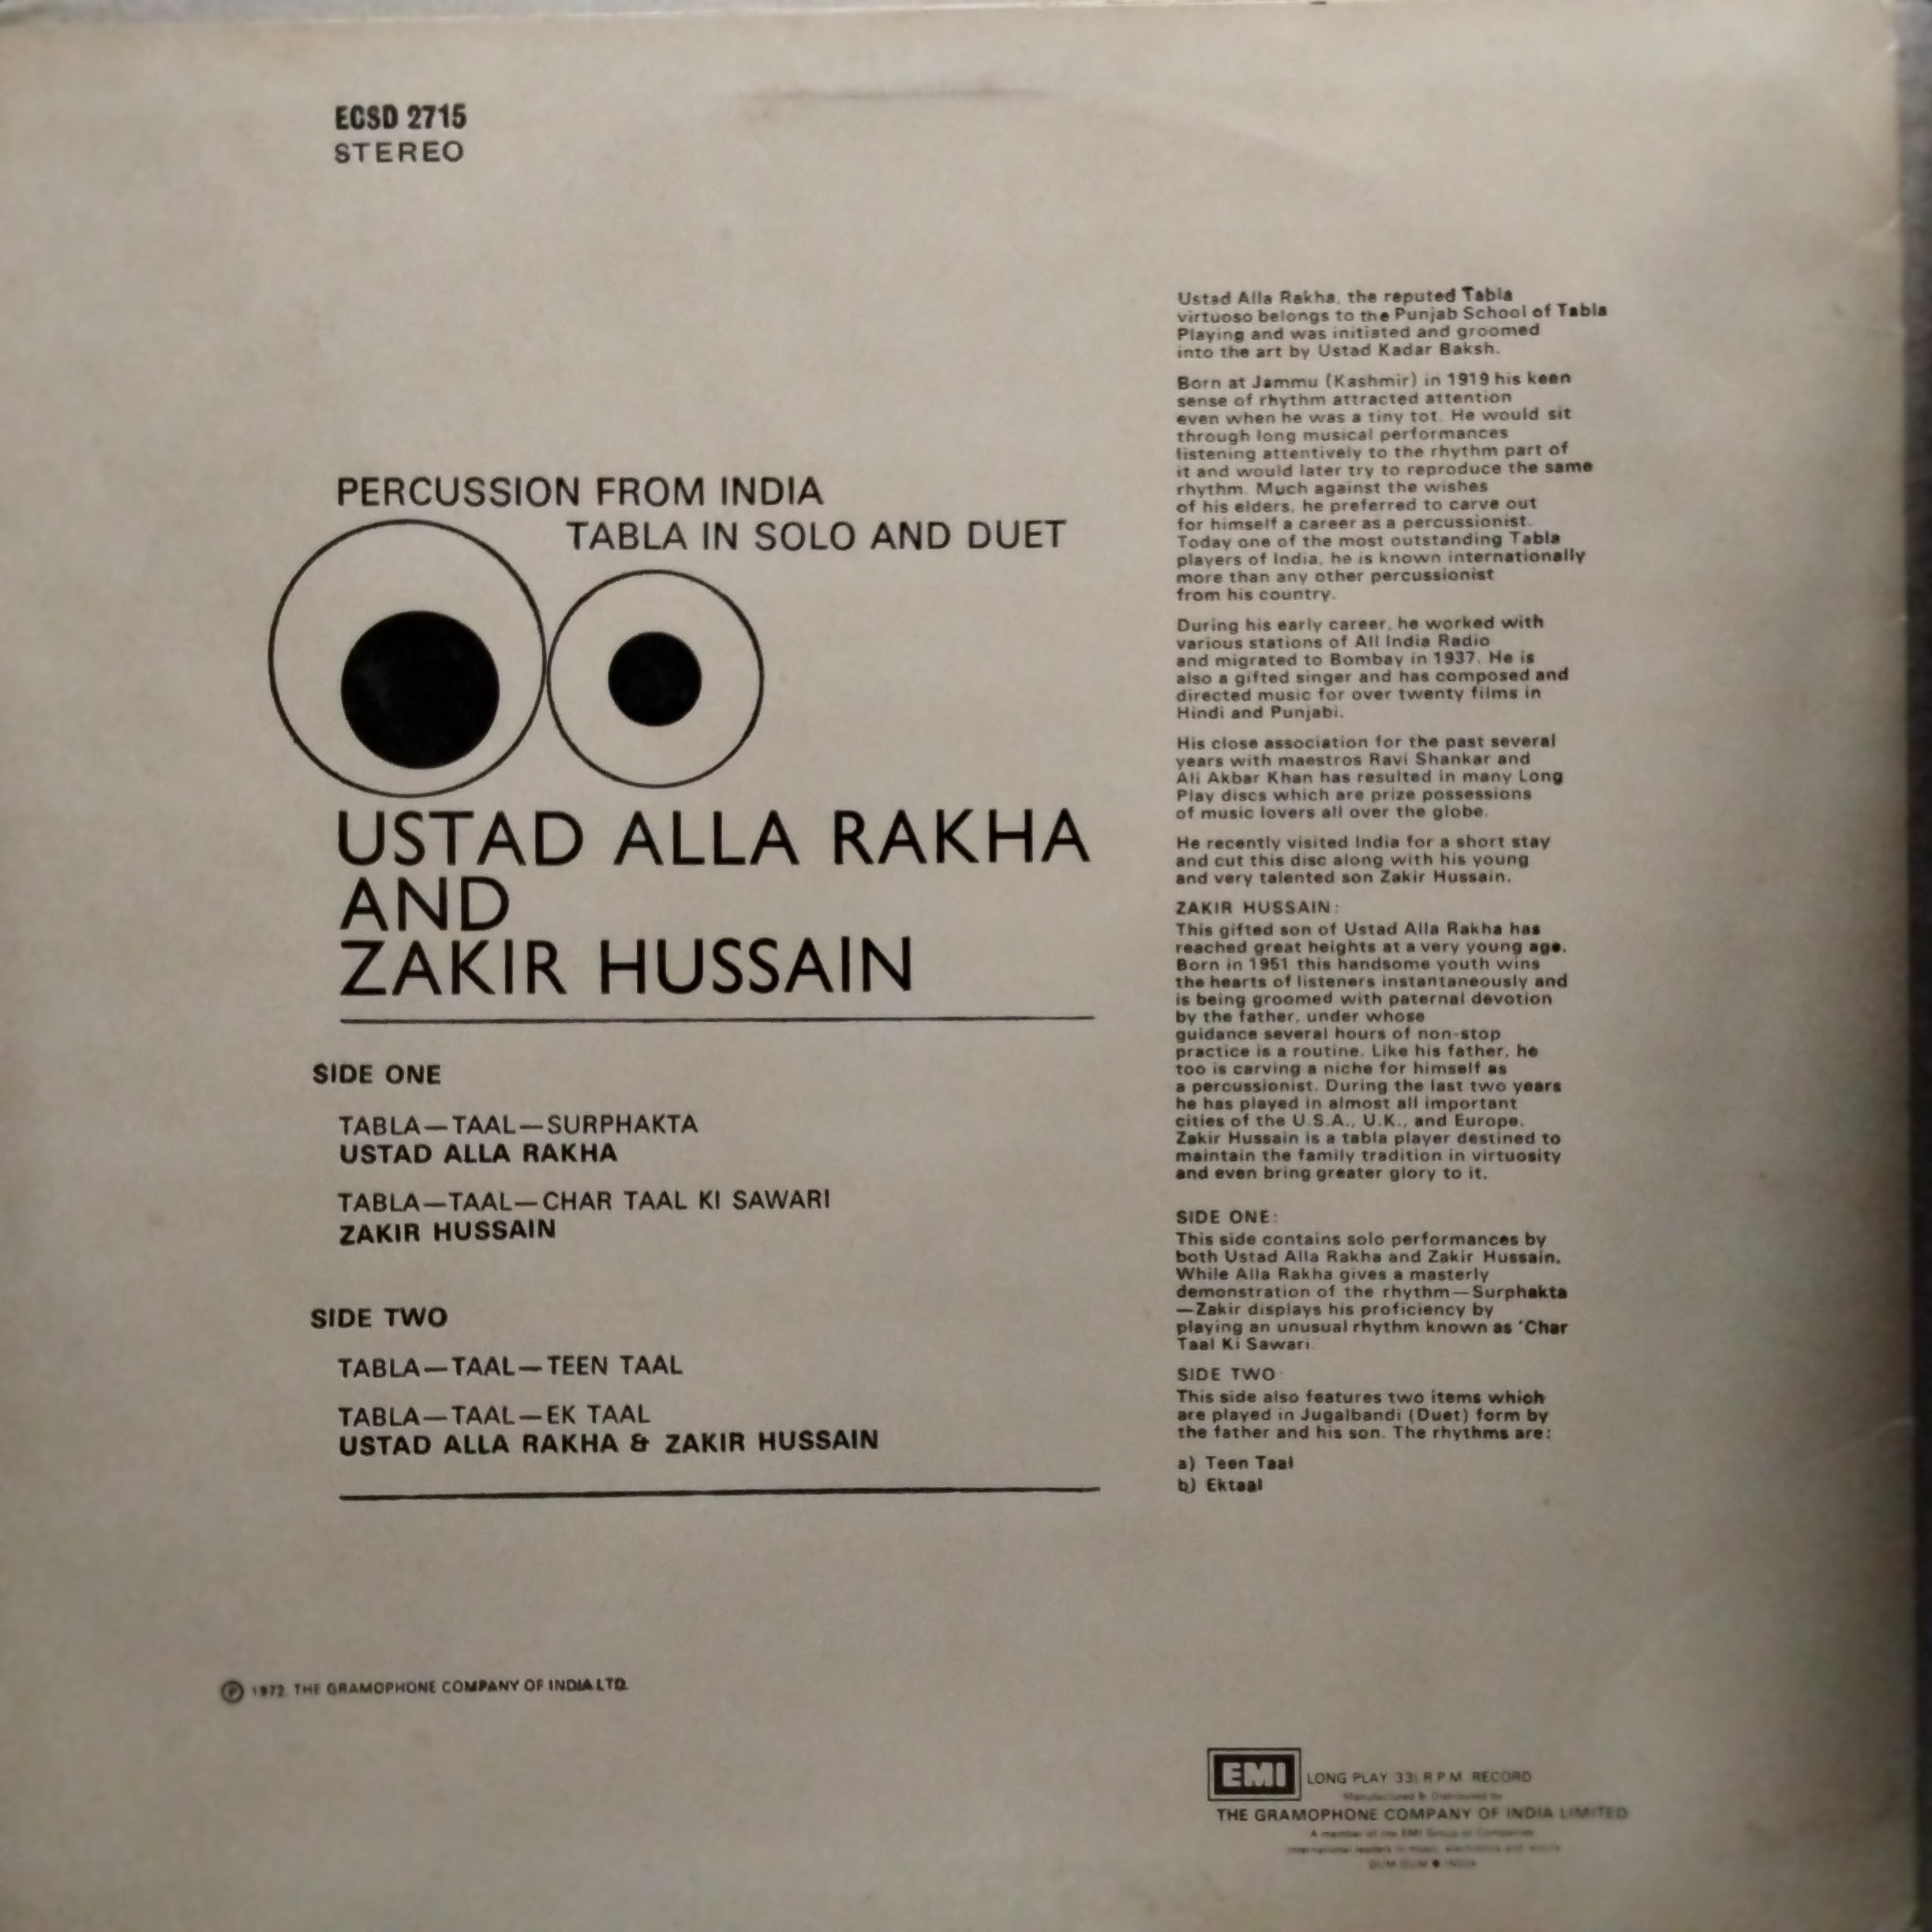 ECSD 2715
STEREO
PERCUSSION FROM INDIA
TABLA IN SOLO AND DUET
USTAD ALLA RAKHA
AND
ZAKIR HUSSAIN
SIDE ONE
TABLA—TAAL—SURPHAKTA
USTAD ALLA RAKHA
TABLA—TAAL—CHAR TAAL KI SAWARI
ZAKIR HUSSAIN
SIDE TWO
TABLA—TAAL—TEEN TAAL
TABLA—TAAL—EK TAAL
USTAD ALLA RAKHA & ZAKIR HUSSAIN
Ustad Alla Rakha, the reputed Tabla
virtuoso belongs to the Punjab School of Tabla
Playing and was initiated and groomed
into the art by Ustad Kadar Baksh.
Born at Jammu (Kashmir) in 1919 his keen
sense of rhythm attracted attention
even when he was a tiny tot. He would sit
through long musical performances
listening attentively to the rhythm part of
it and would later try to reproduce the same
rhythm. Much against the wishes
of his elders, he preferred to carve out
for himself a career as a percussionist.
Today one of the most outstanding Tabla
players of India, he is known internationally
more than any other percussionist
from his country.
During his early career, he worked with
various stations of All India Radio
and migrated to Bombay in 1937. He is
also a gifted singer and has composed and
directed music for over twenty films in
Hindi and Punjabi.
His close association for the past several
years with maestros Ravi Shankar and
Ali Akbar Khan has resulted in many Long
Play discs which are prize possessions
of music lovers all over the globe.
He recently visited India for a short stay
and cut this disc along with his young
and very talented son Zakir Hussain.
ZAKIR HUSSAIN:
This gifted son of Ustad Alla Rakha has
reached great heights at a very young age.
Born in 1951 this handsome youth wins
the hearts of listeners instantaneously and
is being groomed with paternal devotion
by the father, under whose
guidance several hours of non-stop
practice is a routine. Like his father, he
too is carving a niche for himself as
a percussionist. During the last two years
he has played in almost all important
cities of the U.S.A., U.K., and Europe.
Zakir Hussain is a tabla player destined to
maintain the family tradition in virtuosity
and even bring greater glory to it.
SIDE ONE:
This side contains solo performances by
both Ustad Alla Rakha and Zakir Hussain.
While Alla Rakha gives a masterly
demonstration of the rhythm—Surphakta
—Zakir displays his proficiency by
playing an unusual rhythm known as 'Char
Taal Ki Sawari.
SIDE TWO:
This side also features two items which
are played in Jugalbandi (Duet) form by
the father and his son. The rhythms are:
a) Teen Taal
b) Ektaal
℗ 1972 THE GRAMOPHONE COMPANY OF INDIA LTD.
EMI
LONG PLAY 33⅓ R.P.M. RECORD
Manufactured & Distributed by
THE GRAMOPHONE COMPANY OF INDIA LIMITED
A member of the EMI Group of Companies
International leaders in music, electronics and leisure
DUM DUM ● INDIA